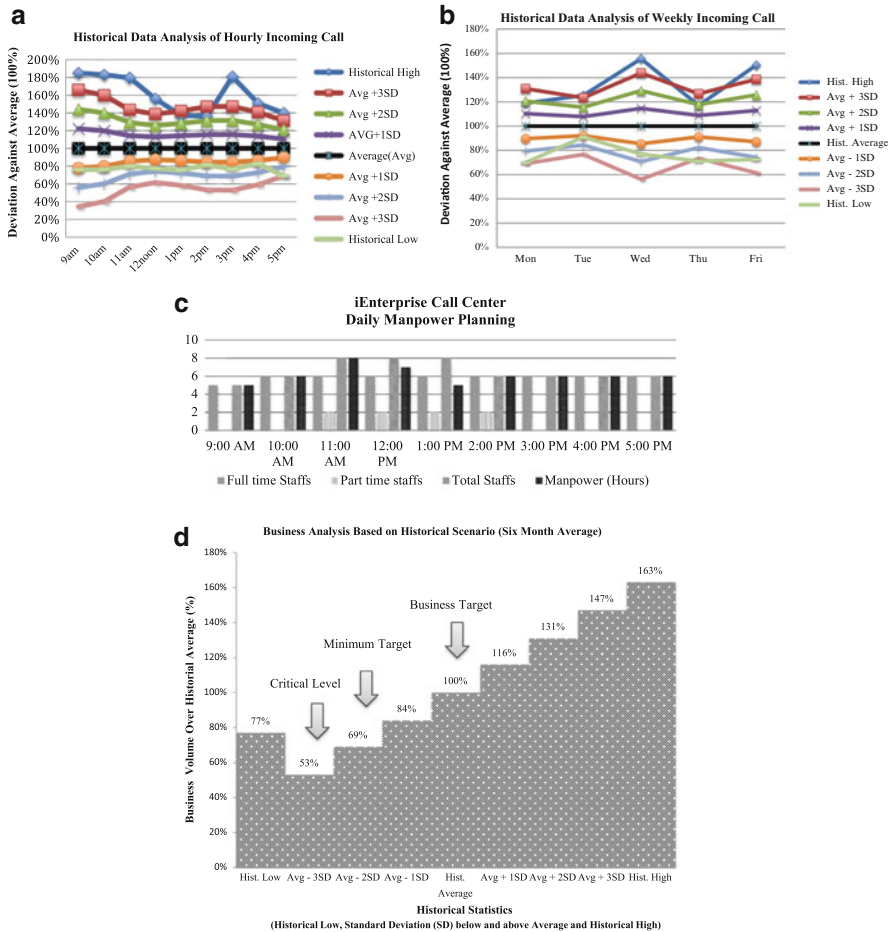 a
Historical Data Analysis of Hourly Incoming Call
Deviation Against Average (100%)
200%
180%
160%
140%
120%
100%
80%
60%
40%
20%
0%
9am
10am
11am
12noon
1pm
2pm
3pm
4pm
5pm
Historical High
Avg +3SD
Avg +2SD
AVG+1SD
Average(Avg)
Avg +1SD
Avg +2SD
Avg +3SD
Historical Low
b
Historical Data Analysis of Weekly Incoming Call
Deviation Against Average (100%)
180%
160%
140%
120%
100%
80%
60%
40%
20%
0%
Mon
Tue
Wed
Thu
Fri
Hist. High
Avg + 3SD
Avg + 2SD
Avg + 1SD
Hist. Average
Avg - 1SD
Avg - 2SD
Avg - 3SD
Hist. Low
c
iEnterprise Call Center
Daily Manpower Planning
10
8
6
4
2
0
9:00 AM
10:00
AM
11:00
AM
12:00
PM
1:00 PM
2:00 PM
3:00 PM
4:00 PM
5:00 PM
Full time Staffs
Part time staffs
Total Staffs
Manpower (Hours)
d
Business Analysis Based on Historical Scenario (Six Month Average)
Business Volume Over Historial Average (%)
180%
160%
140%
120%
100%
80%
60%
40%
20%
0%
77%
53%
69%
84%
100%
116%
131%
147%
163%
Critical Level
Minimum Target
Business Target
Hist. Low
Avg - 3SD
Avg - 2SD
Avg - 1SD
Hist.
Average
Avg + 1SD
Avg + 2SD
Avg + 3SD
Hist. High
Historical Statistics
(Historical Low, Standard Deviation (SD) below and above Average and Historical High)